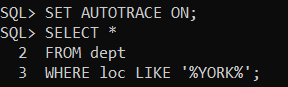 SQL> SET AUTOTRACE ON;
SQL> SELECT *
  2  FROM dept
  3  WHERE loc LIKE '%YORK%';